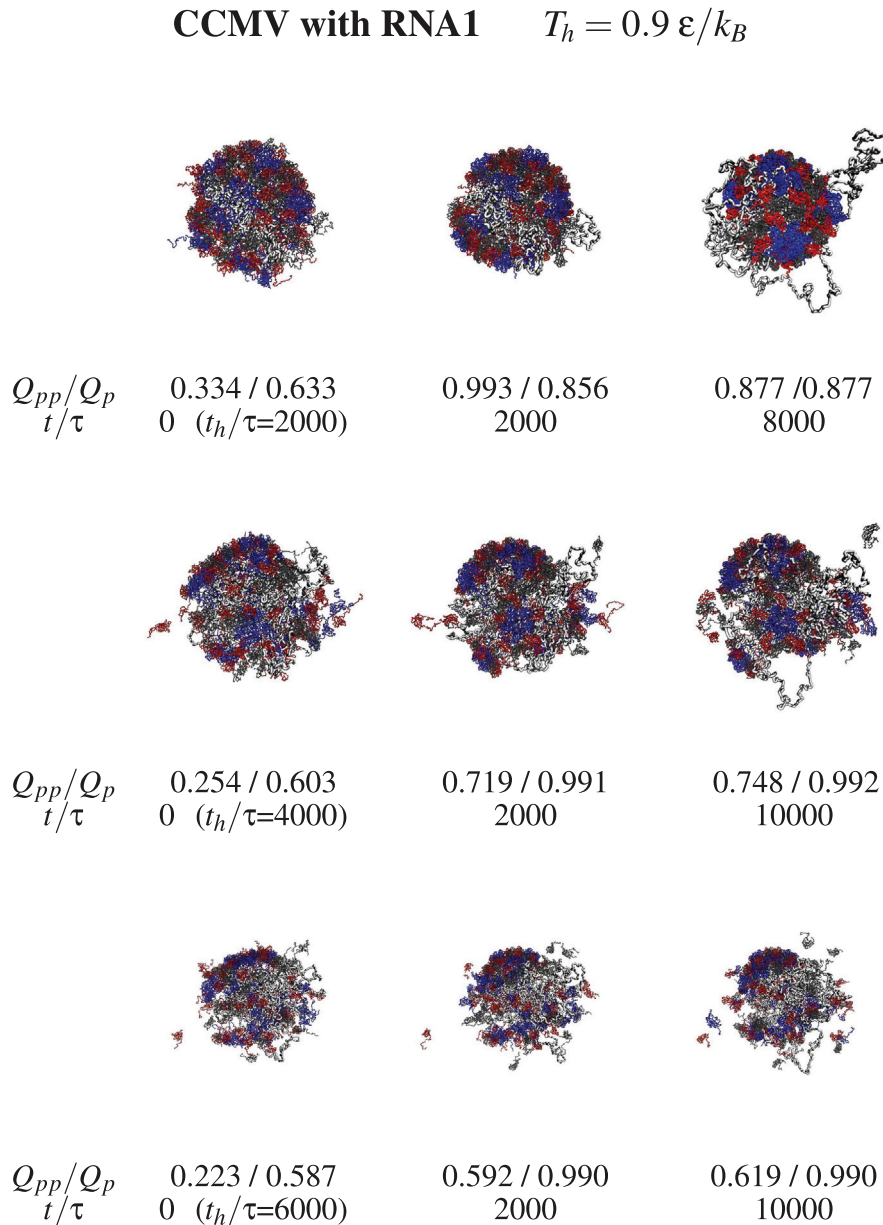 CCMV with RNA1 T_h = 0.9 ε/k_B
Q_pp/Q_p 0.334 / 0.633 0.993 / 0.856 0.877 /0.877
t/τ 0 (t_h/τ=2000) 2000 8000
Q_pp/Q_p 0.254 / 0.603 0.719 / 0.991 0.748 / 0.992
t/τ 0 (t_h/τ=4000) 2000 10000
Q_pp/Q_p 0.223 / 0.587 0.592 / 0.990 0.619 / 0.990
t/τ 0 (t_h/τ=6000) 2000 10000